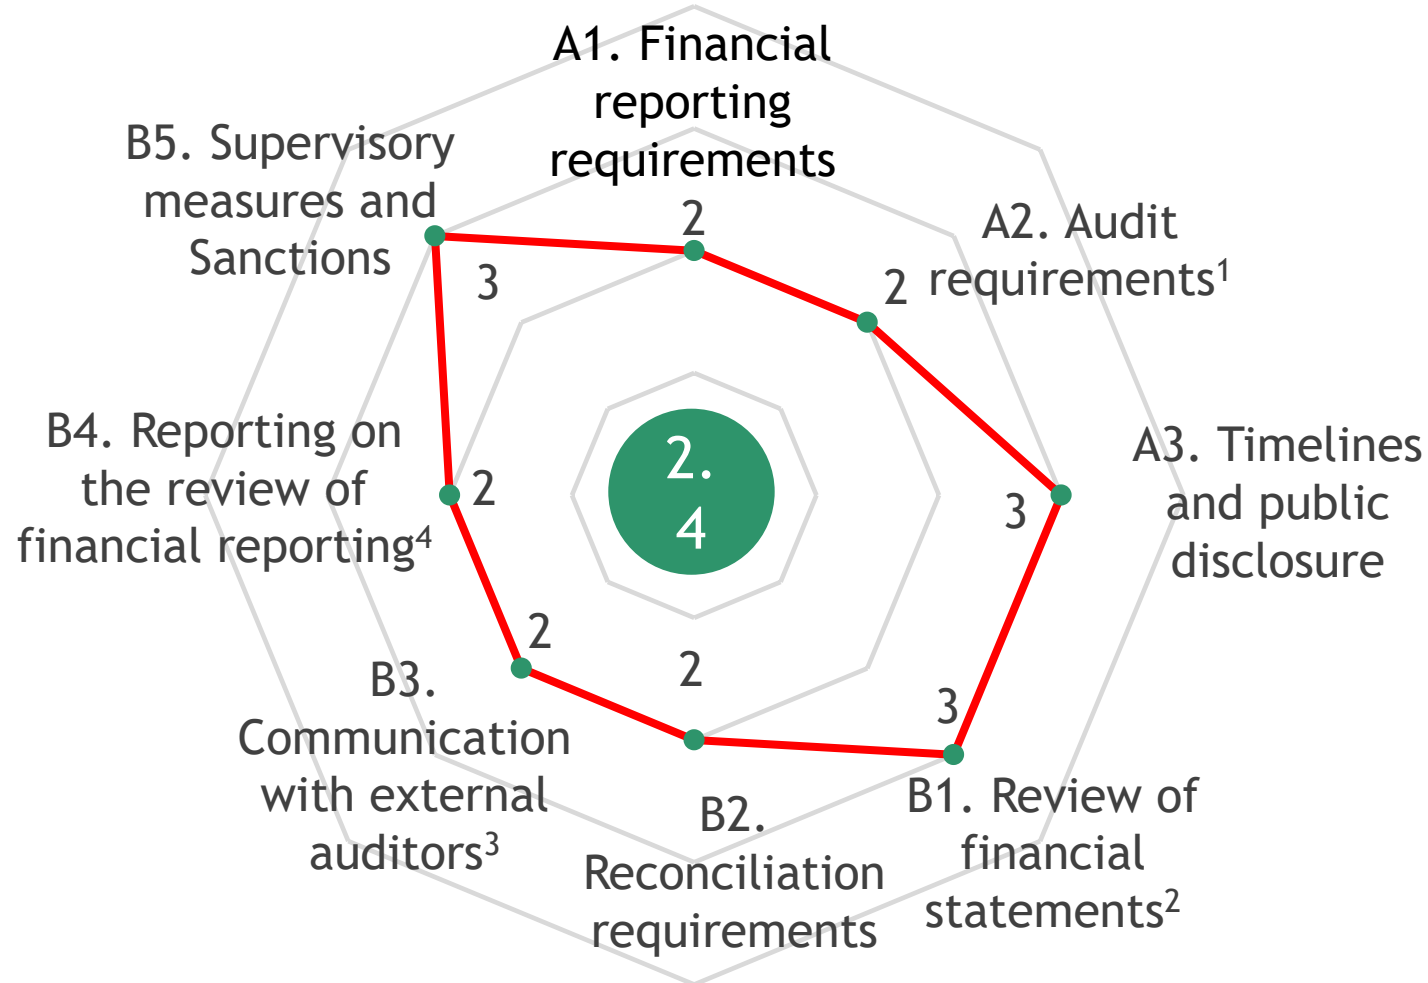 A1. Financial
reporting
requirements
2
A2. Audit
requirements¹
2
A3. Timelines
and public
disclosure
3
B1. Review of
financial
statements²
3
B2.
Reconciliation
requirements
2
B3.
Communication
with external
auditors³
2
B4. Reporting on
the review of
financial reporting⁴
2
B5. Supervisory
measures and
Sanctions
3
2.
4